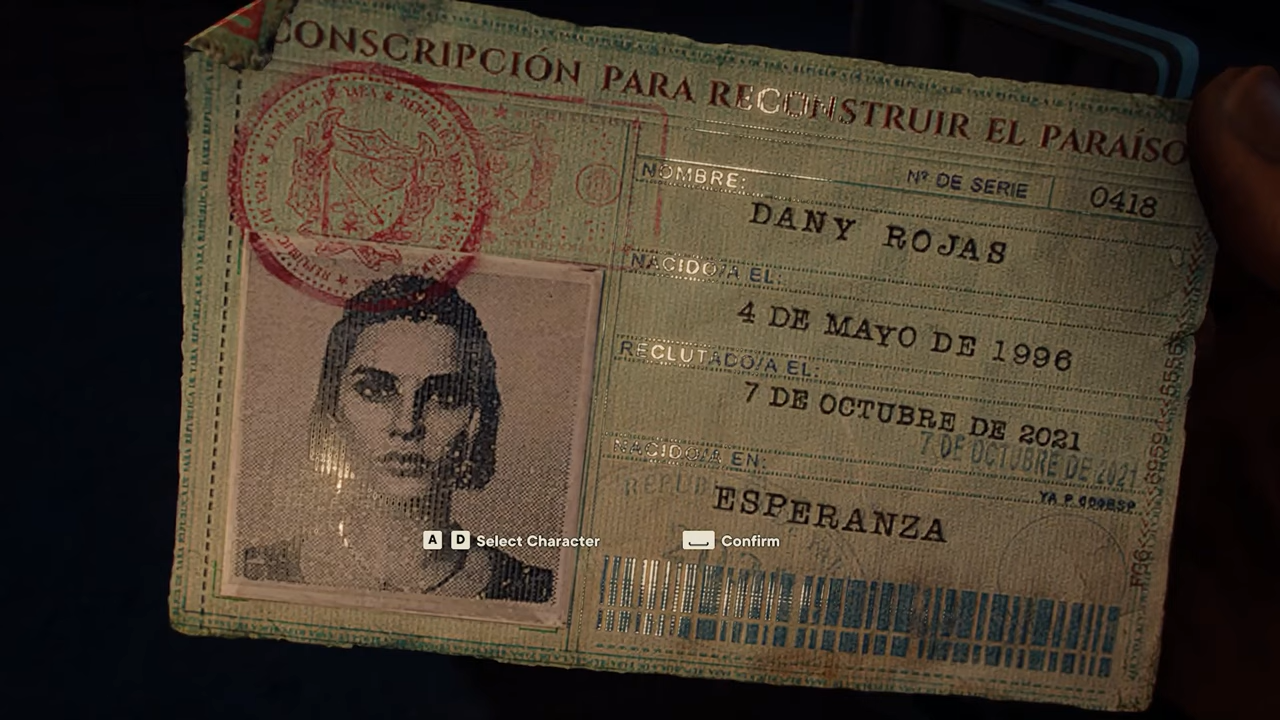 CONSCRIPCIÓN PARA RECONSTRUIR EL PARAÍSO
NOMBRE:
Nº DE SERIE
0418
DANY ROJAS
NACIDO/A EL:
4 DE MAYO DE 1996
RECLUTADO/A EL:
7 DE OCTUBRE DE 2021
7 DE OCTUBRE DE 2021
NACIDO/A EN:
ESPERANZA
A D Select Character
Confirm